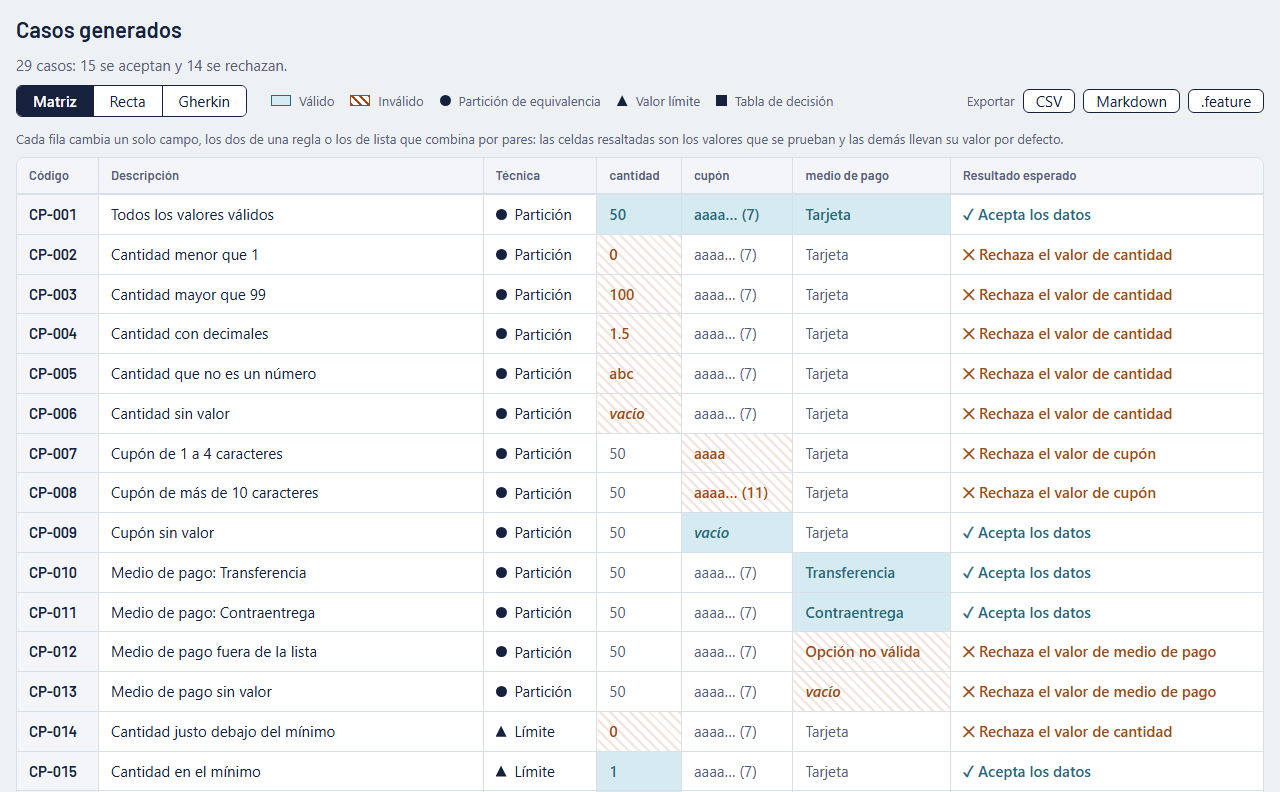 Casos generados
29 casos: 15 se aceptan y 14 se rechazan.
Matriz Recta Gherkin Válido Inválido Partición de equivalencia Valor límite Tabla de decisión Exportar CSV Markdown .feature
Cada fila cambia un solo campo, los dos de una regla o los de lista que combina por pares: las celdas resaltadas son los valores que se prueban y las demás llevan su valor por defecto.
Código Descripción Técnica cantidad cupón medio de pago Resultado esperado
CP-001 Todos los valores válidos ● Partición 50 aaaa... (7) Tarjeta ✓ Acepta los datos
CP-002 Cantidad menor que 1 ● Partición 0 aaaa... (7) Tarjeta ✕ Rechaza el valor de cantidad
CP-003 Cantidad mayor que 99 ● Partición 100 aaaa... (7) Tarjeta ✕ Rechaza el valor de cantidad
CP-004 Cantidad con decimales ● Partición 1.5 aaaa... (7) Tarjeta ✕ Rechaza el valor de cantidad
CP-005 Cantidad que no es un número ● Partición abc aaaa... (7) Tarjeta ✕ Rechaza el valor de cantidad
CP-006 Cantidad sin valor ● Partición vacío aaaa... (7) Tarjeta ✕ Rechaza el valor de cantidad
CP-007 Cupón de 1 a 4 caracteres ● Partición 50 aaaa Tarjeta ✕ Rechaza el valor de cupón
CP-008 Cupón de más de 10 caracteres ● Partición 50 aaaa... (11) Tarjeta ✕ Rechaza el valor de cupón
CP-009 Cupón sin valor ● Partición 50 vacío Tarjeta ✓ Acepta los datos
CP-010 Medio de pago: Transferencia ● Partición 50 aaaa... (7) Transferencia ✓ Acepta los datos
CP-011 Medio de pago: Contraentrega ● Partición 50 aaaa... (7) Contraentrega ✓ Acepta los datos
CP-012 Medio de pago fuera de la lista ● Partición 50 aaaa... (7) Opción no válida ✕ Rechaza el valor de medio de pago
CP-013 Medio de pago sin valor ● Partición 50 aaaa... (7) vacío ✕ Rechaza el valor de medio de pago
CP-014 Cantidad justo debajo del mínimo ▲ Límite 0 aaaa... (7) Tarjeta ✕ Rechaza el valor de cantidad
CP-015 Cantidad en el mínimo ▲ Límite 1 aaaa... (7) Tarjeta ✓ Acepta los datos